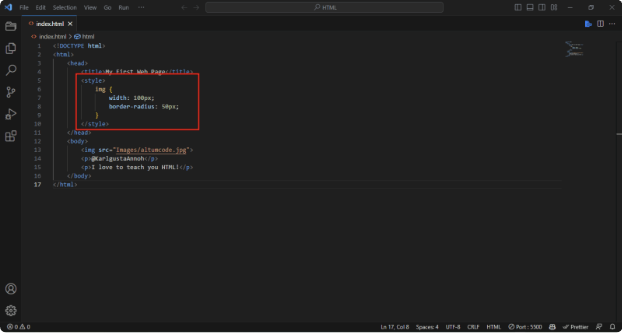 File Edit Selection View Go Run ··· HTML
index.html
index.html > html
1 <!DOCTYPE html>
2 <html>
3 <head>
4 <title>My First Web Page</title>
5 <style>
6 img {
7 width: 100px;
8 border-radius: 50px;
9 }
10 </style>
11 </head>
12 <body>
13 <img src="images/altumcode.jpg">
14 <p>@KarlgustaAnnoh</p>
15 <p>I love to teach you HTML!</p>
16 </body>
17 </html>
0 0 Ln 17, Col 8 Spaces: 4 UTF-8 CRLF HTML Port : 5500 Prettier